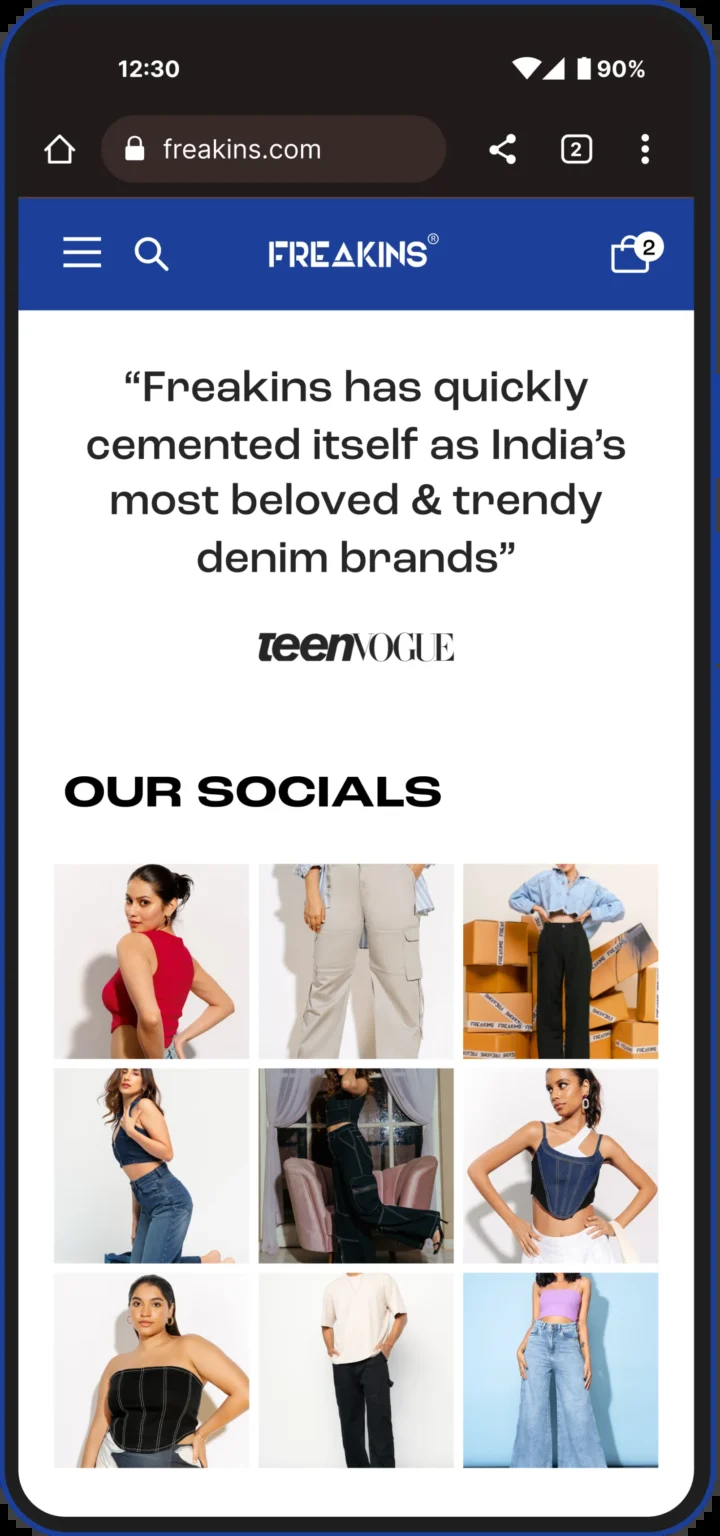 12:30
90%
freakins.com
2
FREAKINS®
2
“Freakins has quickly
cemented itself as India’s
most beloved & trendy
denim brands”
teenVOGUE
OUR SOCIALS
FREAKINS